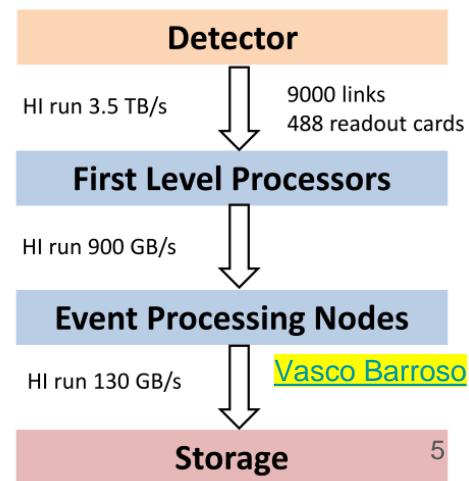 Detector
HI run 3.5 TB/s
9000 links
488 readout cards
First Level Processors
HI run 900 GB/s
Event Processing Nodes
HI run 130 GB/s
Vasco Barroso
Storage
5